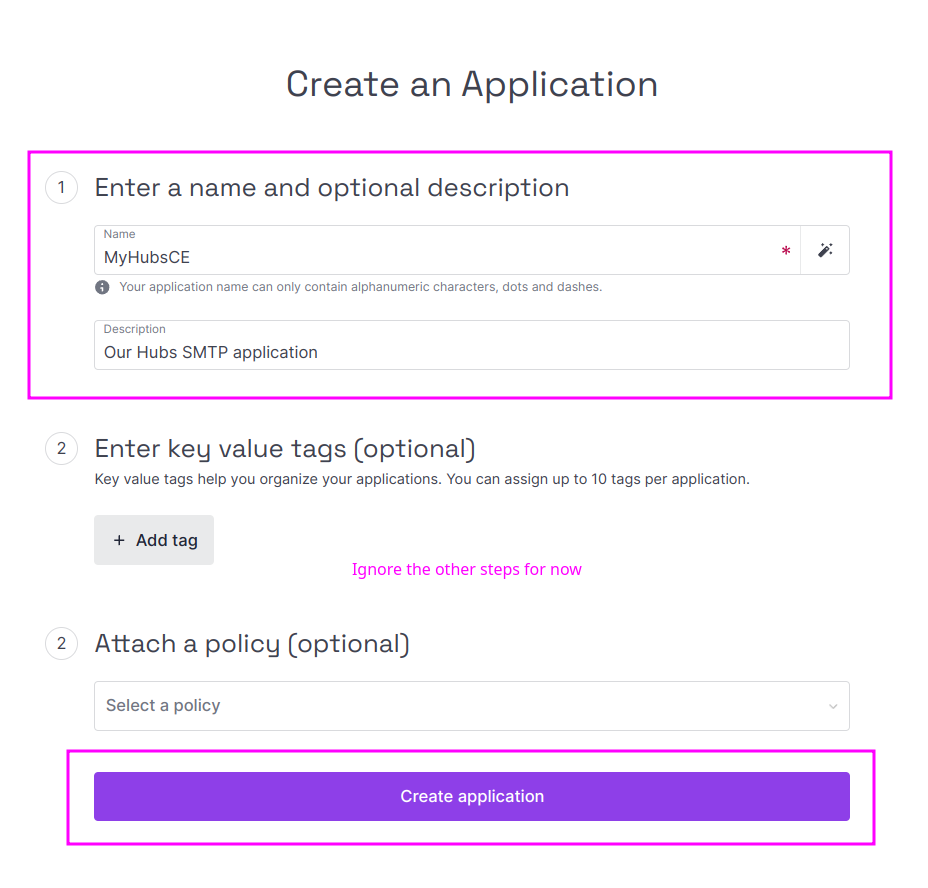 Create an Application
1 Enter a name and optional description
Name
MyHubsCE *
Your application name can only contain alphanumeric characters, dots and dashes.
Description
Our Hubs SMTP application
2 Enter key value tags (optional)
Key value tags help you organize your applications. You can assign up to 10 tags per application.
+ Add tag
Ignore the other steps for now
2 Attach a policy (optional)
Select a policy
Create application